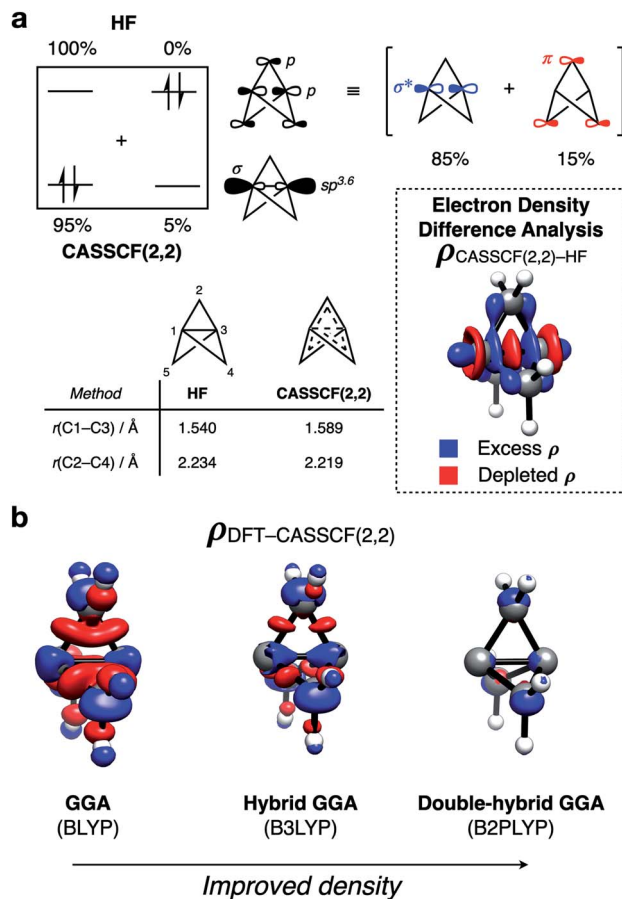 a
HF
100% 0%
+
95% 5%
CASSCF(2,2)
p
p
≡
σ* + π
85% 15%
σ
sp3.6
Electron Density
Difference Analysis
ρCASSCF(2,2)–HF
Excess ρ
Depleted ρ
2
1 3
5 4
Method HF CASSCF(2,2)
r(C1–C3) / Å 1.540 1.589
r(C2–C4) / Å 2.234 2.219
b
ρDFT–CASSCF(2,2)
GGA Hybrid GGA Double-hybrid GGA
(BLYP) (B3LYP) (B2PLYP)
Improved density